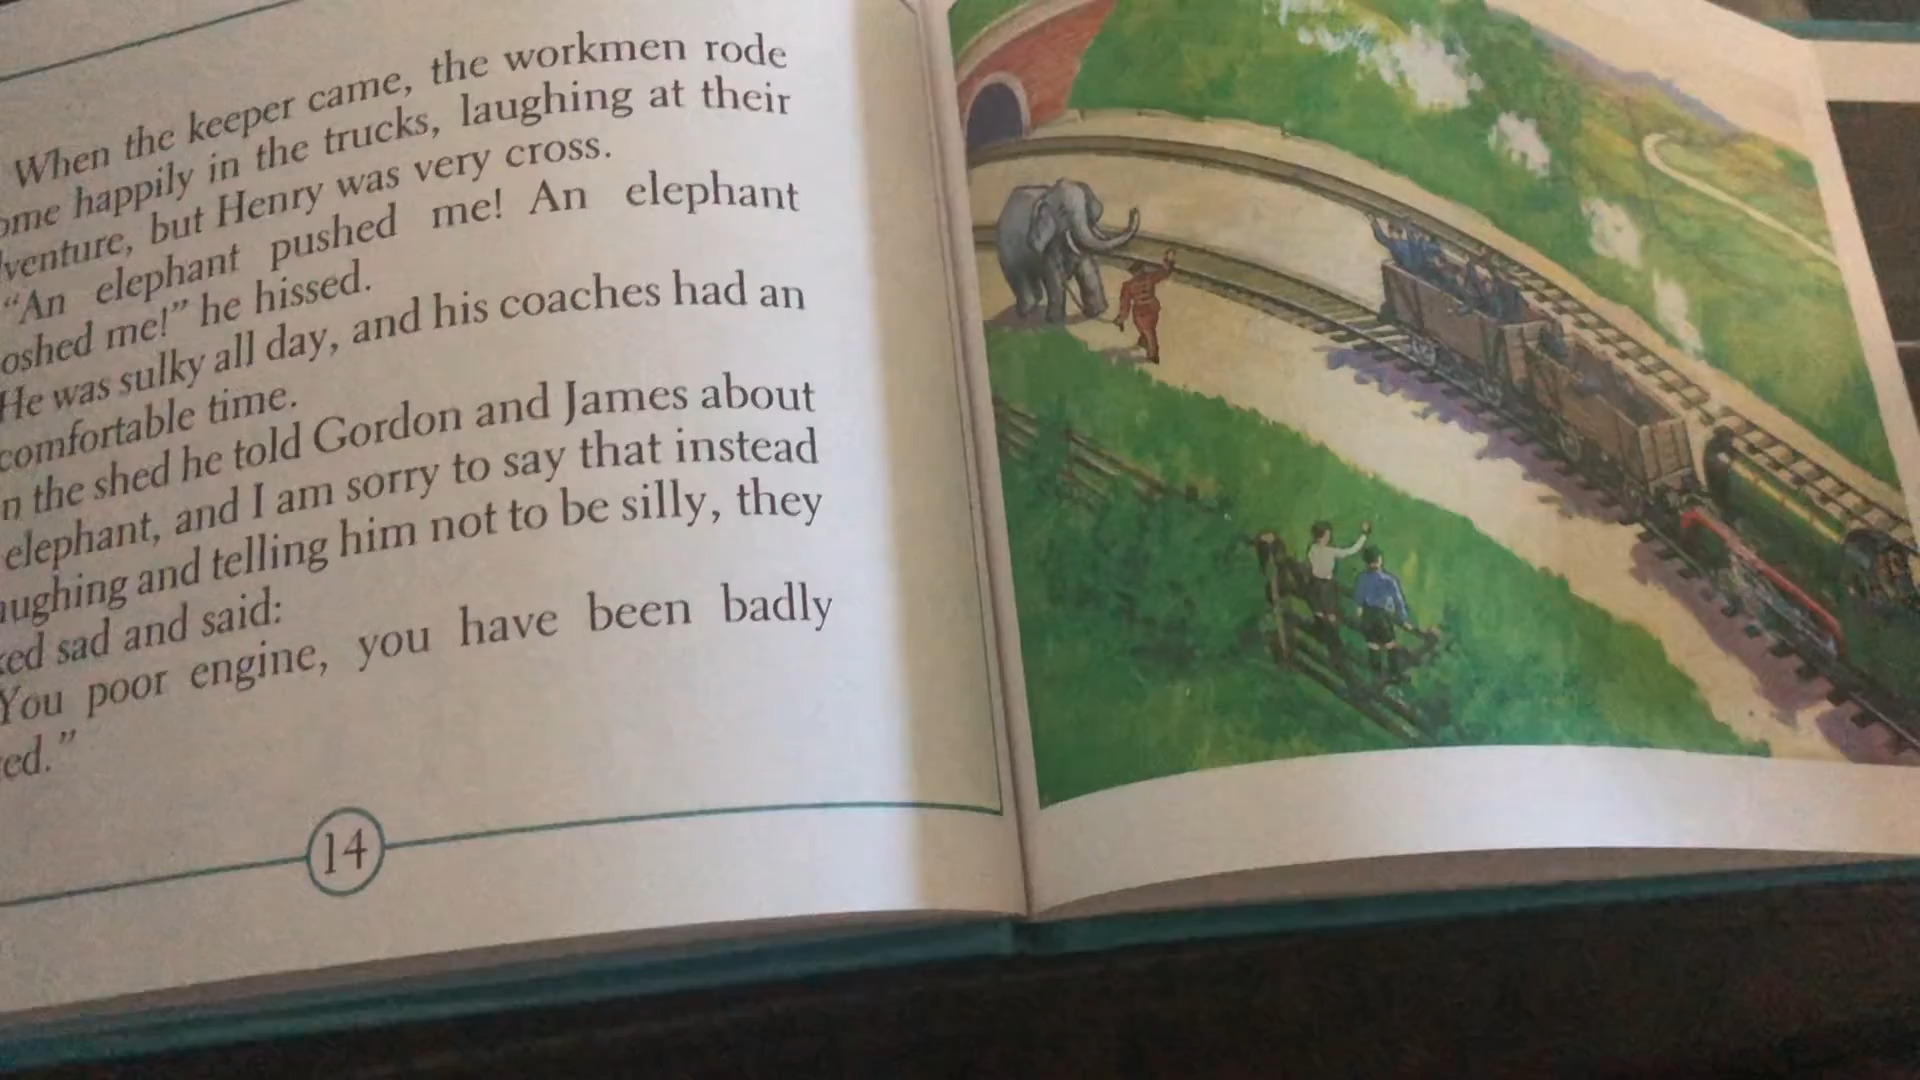 When the keeper came, the workmen rode
ome happily in the trucks, laughing at their
venture, but Henry was very cross.
"An elephant pushed me! An elephant
oshed me!" he hissed.
He was sulky all day, and his coaches had an
comfortable time.
n the shed he told Gordon and James about
elephant, and I am sorry to say that instead
ughing and telling him not to be silly, they
ked sad and said:
You poor engine, you have been badly
ed."
14